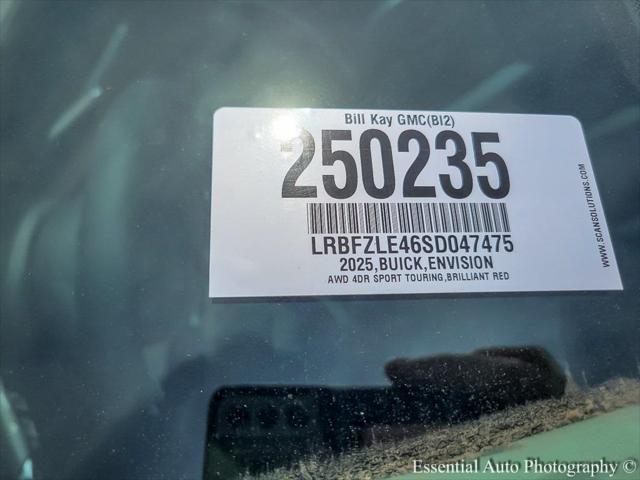 Bill Kay GMC(BI2)
250235
LRBFZLE46SD047475
2025,BUICK,ENVISION
AWD 4DR SPORT TOURING,BRILLIANT RED
WWW.SCANSOLUTIONS.COM
Essential Auto Photography ©